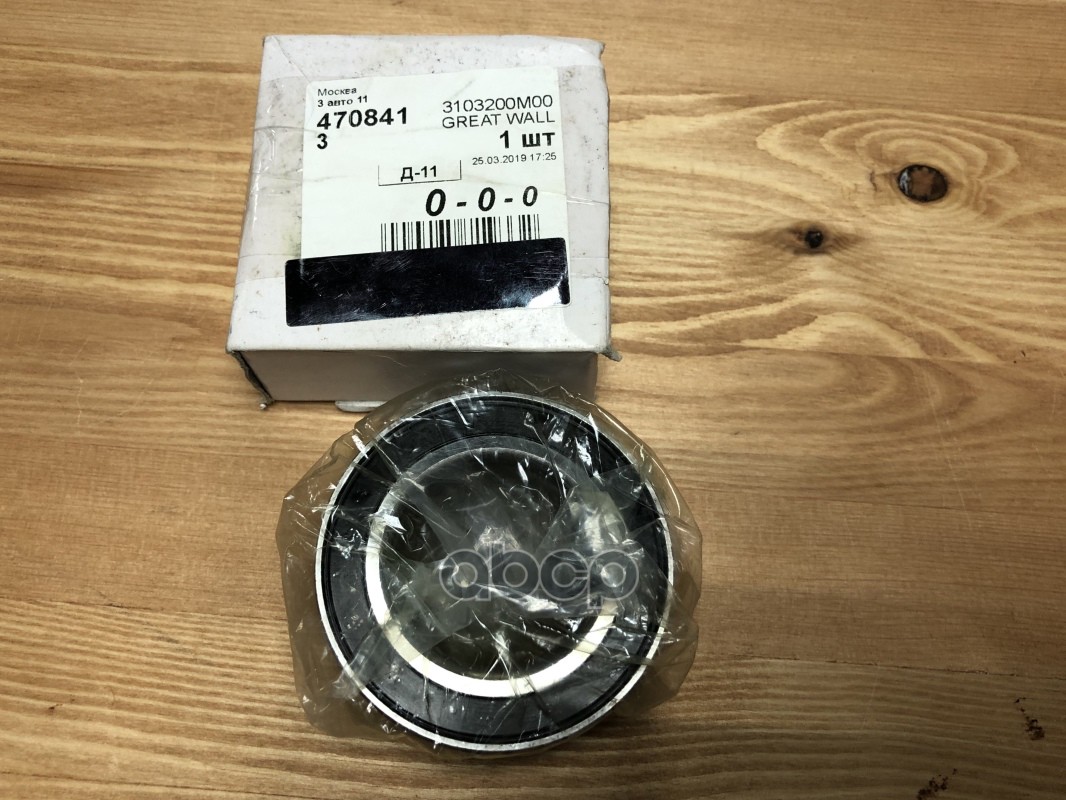 Москва
3 авто 11
470841
3
3103200M00
GREAT WALL
1 шт
25.03.2019 17:25
Д-11
0 - 0 - 0
abcp